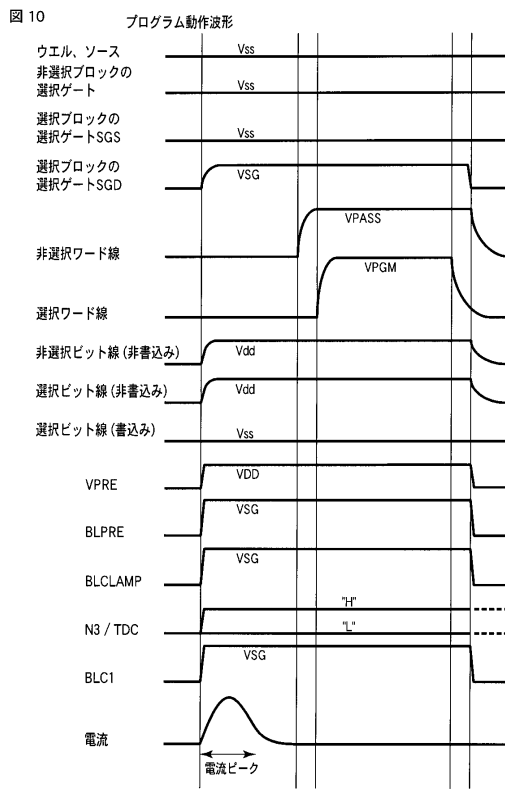 図 10
プログラム動作波形
ウエル、ソース
Vss
非選択ブロックの
選択ゲート
Vss
選択ブロックの
選択ゲートSGS
Vss
選択ブロックの
選択ゲートSGD
VSG
VPASS
非選択ワード線
VPGM
選択ワード線
非選択ビット線 (非書込み)
Vdd
選択ビット線 (非書込み)
Vdd
選択ビット線 (書込み)
Vss
VPRE
VDD
BLPRE
VSG
BLCLAMP
VSG
"H"
N3 / TDC
"L"
BLC1
VSG
電流
電流ピーク